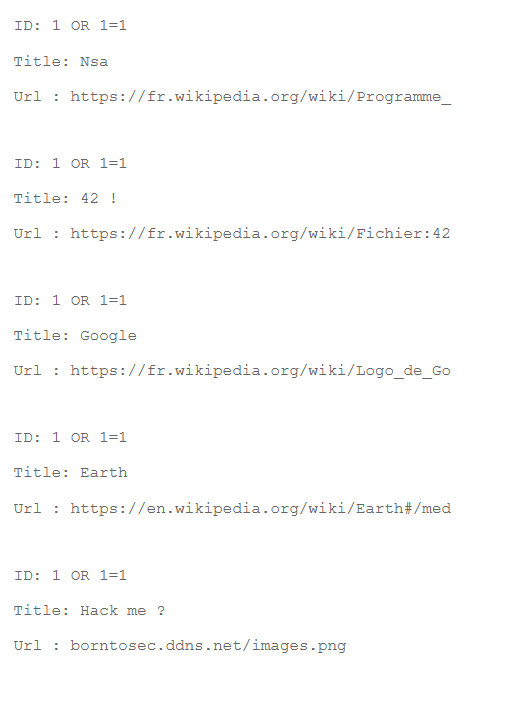 ID: 1 OR 1=1
Title: Nsa
Url : https://fr.wikipedia.org/wiki/Programme_
ID: 1 OR 1=1
Title: 42 !
Url : https://fr.wikipedia.org/wiki/Fichier:42
ID: 1 OR 1=1
Title: Google
Url : https://fr.wikipedia.org/wiki/Logo_de_Go
ID: 1 OR 1=1
Title: Earth
Url : https://en.wikipedia.org/wiki/Earth#/med
ID: 1 OR 1=1
Title: Hack me ?
Url : borntosec.ddns.net/images.png